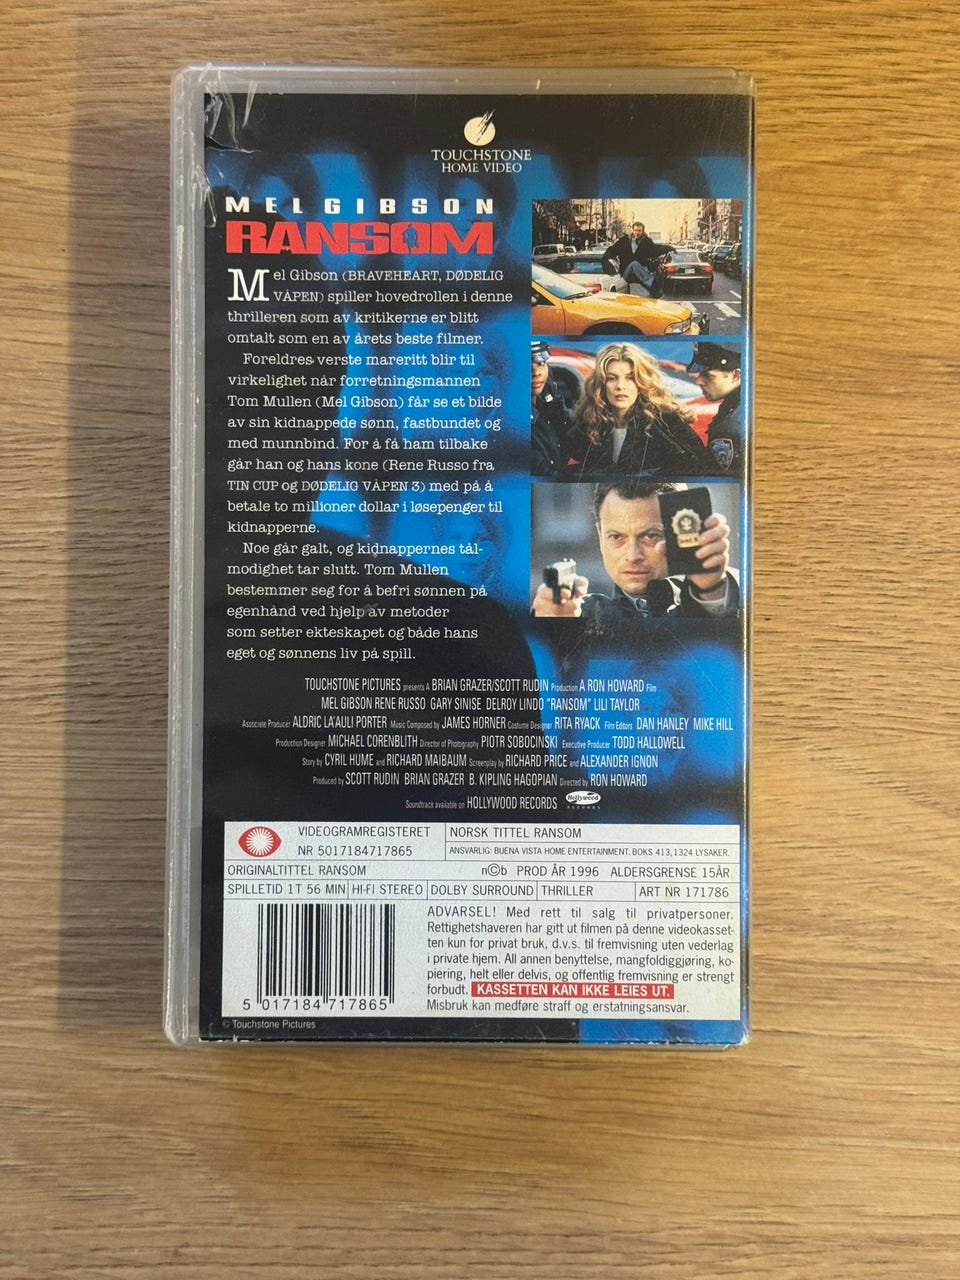 TOUCHSTONE
HOME VIDEO
MEL GIBSON
RANSOM
Mel Gibson (BRAVEHEART, DØDELIG
VÅPEN) spiller hovedrollen i denne
thrilleren som av kritikerne er blitt
omtalt som en av årets beste filmer.
Foreldres verste mareritt blir til
virkelighet når forretningsmannen
Tom Mullen (Mel Gibson) får se et bilde
av sin kidnappede sønn, fastbundet og
med munnbind. For å få ham tilbake
går han og hans kone (Rene Russo fra
TIN CUP og DØDELIG VÅPEN 3) med på å
betale to millioner dollar i løsepenger til
kidnapperne.
Noe går galt, og kidnappernes tål-
modighet tar slutt. Tom Mullen
bestemmer seg for å befri sønnen på
egenhånd ved hjelp av metoder
som setter ekteskapet og både hans
eget og sønnens liv på spill.
TOUCHSTONE PICTURES presents A BRIAN GRAZER/SCOTT RUDIN Production A RON HOWARD Film
MEL GIBSON RENE RUSSO GARY SINISE DELROY LINDO "RANSOM" LILI TAYLOR
Associate Producer ALDRIC LA'AULI PORTER Music Composed by JAMES HORNER Costume Designer RITA RYACK Film Editors DAN HANLEY MIKE HILL
Production Designer MICHAEL CORENBLITH Director of Photography PIOTR SOBOCINSKI Executive Producer TODD HALLOWELL
Story by CYRIL HUME and RICHARD MAIBAUM Screenplay by RICHARD PRICE and ALEXANDER IGNON
Produced by SCOTT RUDIN BRIAN GRAZER B. KIPLING HAGOPIAN Directed by RON HOWARD
Soundtrack available on HOLLYWOOD RECORDS Hollywood RECORDS
VIDEOGRAMREGISTERET
NR 5017184717865
NORSK TITTEL RANSOM
ANSVARLIG: BUENA VISTA HOME ENTERTAINMENT. BOKS 413, 1324 LYSAKER.
ORIGINALTITTEL RANSOM n©b PROD ÅR 1996 ALDERSGRENSE 15ÅR
SPILLETID 1T 56 MIN HI-FI STEREO DOLBY SURROUND THRILLER ART NR 171786
ADVARSEL! Med rett til salg til privatpersoner.
Rettighetshaveren har gitt ut filmen på denne videokasset-
ten kun for privat bruk, d.v.s. til fremvisning uten vederlag
i private hjem. All annen benyttelse, mangfoldiggjøring, ko-
piering, helt eller delvis, og offentlig fremvisning er strengt
forbudt. KASSETTEN KAN IKKE LEIES UT.
Misbruk kan medføre straff og erstatningsansvar.
5 017184 717865
© Touchstone Pictures